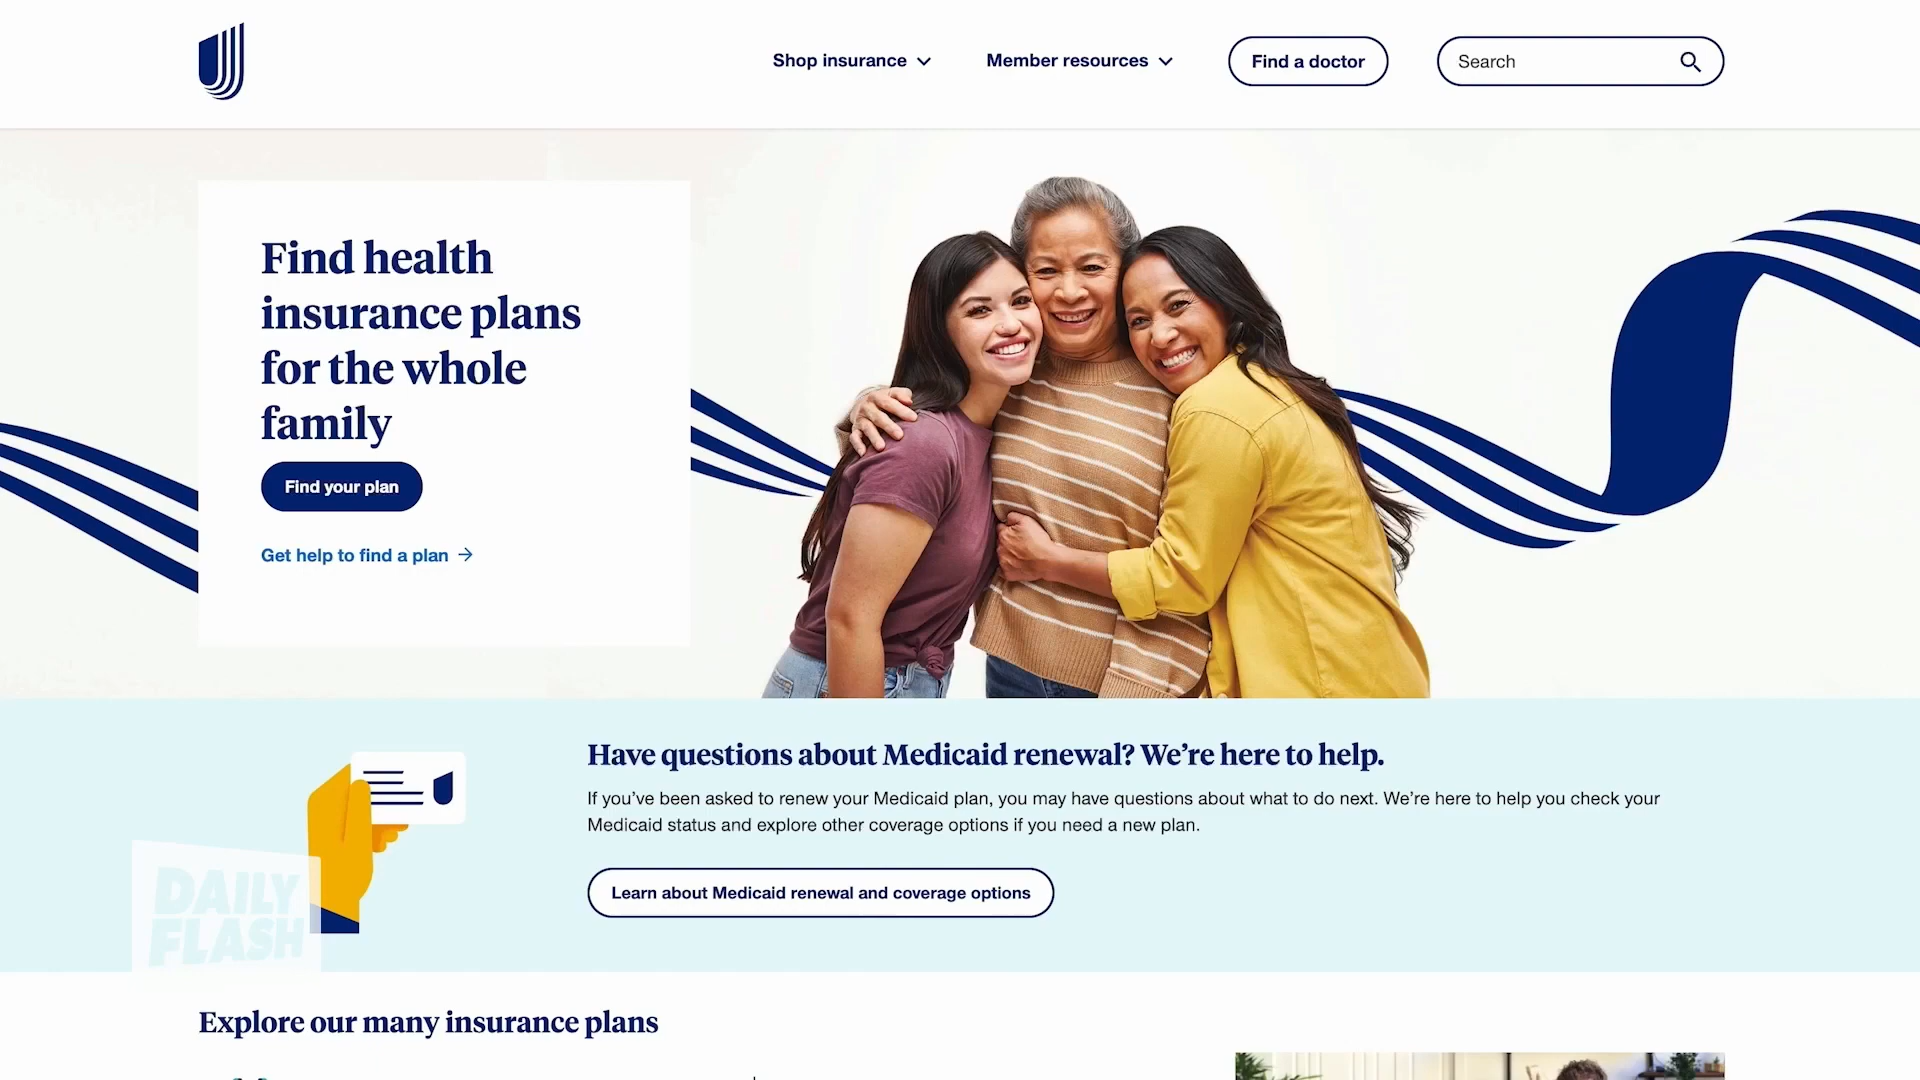 Shop insurance
Member resources
Find a doctor
Search
Find health
insurance plans
for the whole
family
Find your plan
Get help to find a plan
Have questions about Medicaid renewal? We’re here to help.
If you’ve been asked to renew your Medicaid plan, you may have questions about what to do next. We’re here to help you check your
Medicaid status and explore other coverage options if you need a new plan.
Learn about Medicaid renewal and coverage options
DAILY
FLASH
Explore our many insurance plans